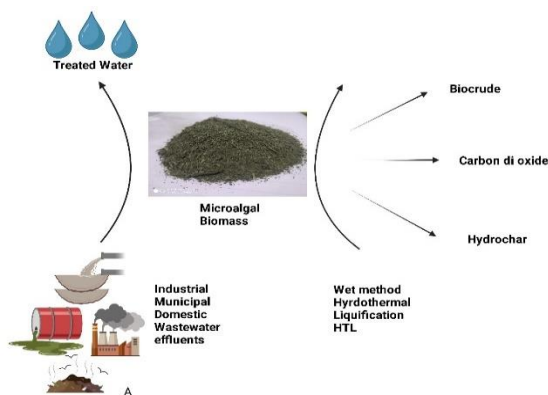 Treated Water
Biocrude
Carbon di oxide
Microalgal
Biomass
Hydrochar
Industrial
Municipal
Domestic
Wastewater
effluents
Wet method
Hyrdothermal
Liquification
HTL
A